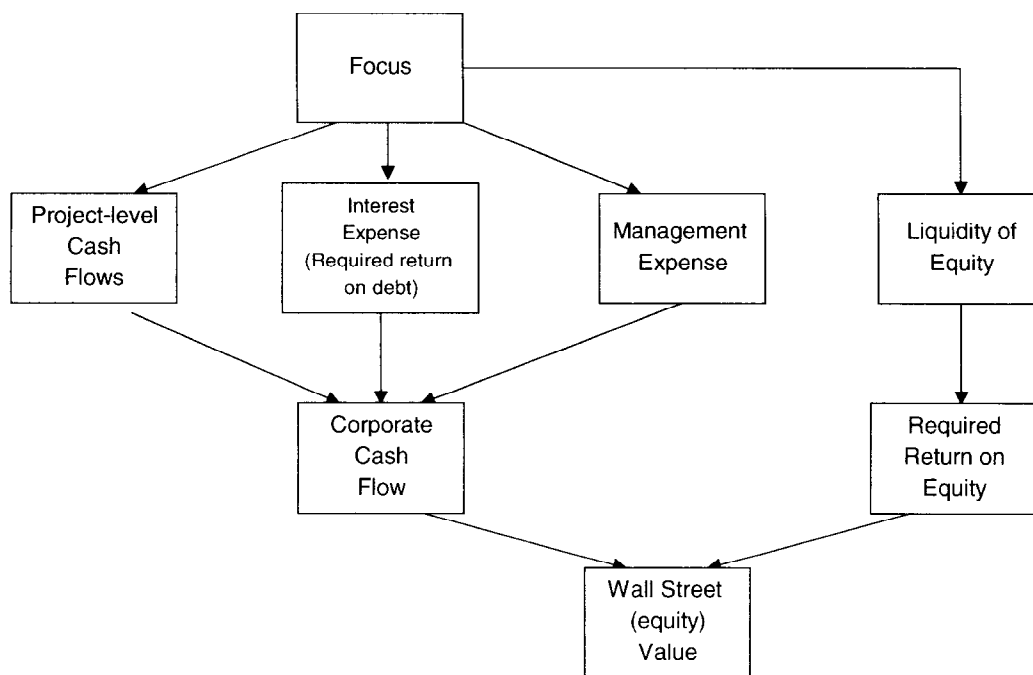 Focus
Project-level
Cash
Flows
Interest
Expense
(Required return
on debt)
Management
Expense
Liquidity of
Equity
Corporate
Cash
Flow
Required
Return on
Equity
Wall Street
(equity)
Value